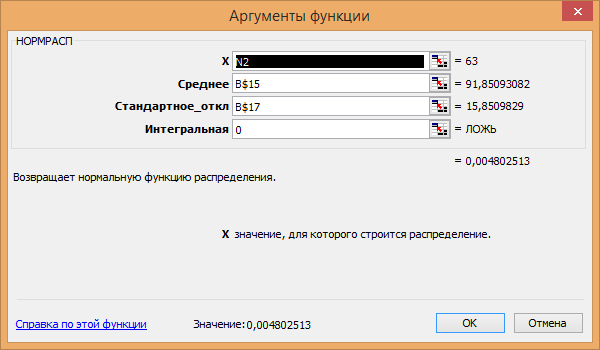 Аргументы функции
НОРМРАСП
X N2 = 63
Среднее B$15 = 91,85093082
Стандартное_откл B$17 = 15,8509829
Интегральная 0 = ЛОЖЬ
= 0,004802513
Возвращает нормальную функцию распределения.
X значение, для которого строится распределение.
Справка по этой функции Значение:0,004802513 OK Отмена